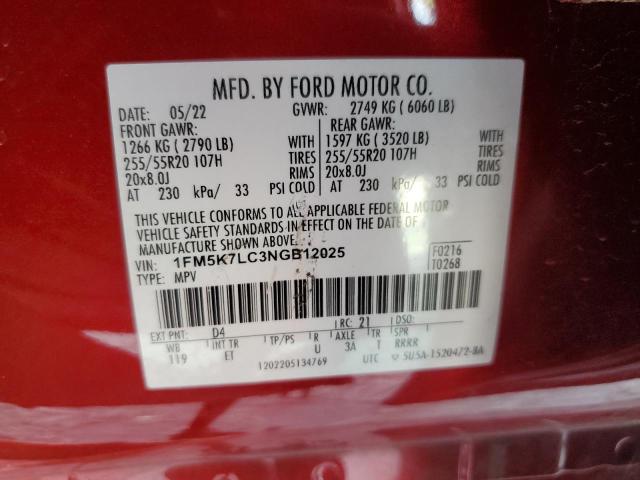 MFD. BY FORD MOTOR CO.
DATE: 05/22 GVWR: 2749 KG ( 6060 LB)
FRONT GAWR: REAR GAWR:
1266 KG ( 2790 LB) WITH 1597 KG ( 3520 LB) WITH
255/55R20 107H TIRES 255/55R20 107H TIRES
20x8.0J RIMS 20x8.0J RIMS
AT 230 kPa/ 33 PSI COLD AT 230 kPa/ 33 PSI COLD
THIS VEHICLE CONFORMS TO ALL APPLICABLE FEDERAL MOTOR
VEHICLE SAFETY STANDARDS IN EFFECT ON THE DATE OF
MANUFACTURE SHOWN ABOVE.
VIN: 1FM5K7LC3NGB12025 F0216
TYPE: MPV T0268
EXT PNT: D4 RC: 21 DSO:
WB INT TR TP/PS R AXLE TR SPR
119 ET U 3A T RRRR
1202205134769 UTC 5U5A-1520472-BA